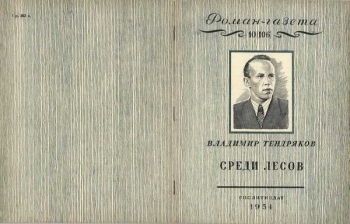 Роман-газета
10/106
ВЛАДИМИР ТЕНДРЯКОВ
СРЕДИ ЛЕСОВ
ГОСЛИТИЗДАТ
1954